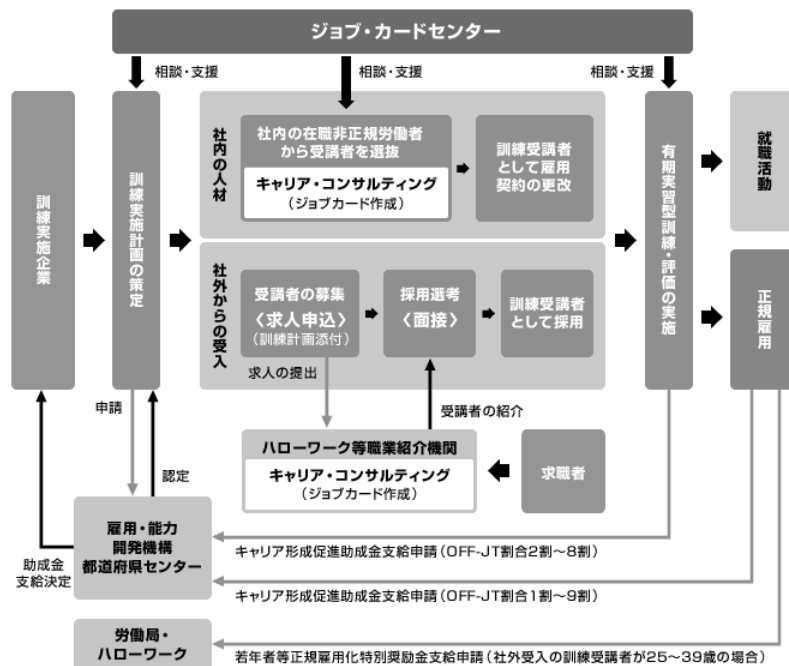 ジョブ・カードセンター
相談・支援
相談・支援
相談・支援
訓練実施企業
訓練実施計画の策定
社内の人材
社内の在職非正規労働者
から受講者を選抜
キャリア・コンサルティング
（ジョブカード作成）
訓練受講者
として雇用
契約の更改
社外からの受入
受講者の募集
〈求人申込〉
（訓練計画添付）
採用選考
〈面接〉
訓練受講者
として採用
有期実習型訓練・評価の実施
就職活動
正規雇用
求人の提出
受講者の紹介
申請
認定
ハローワーク等職業紹介機関
キャリア・コンサルティング
（ジョブカード作成）
求職者
雇用・能力
開発機構
都道府県センター
助成金
支給決定
キャリア形成促進助成金支給申請（OFF-JT割合2割～8割）
キャリア形成促進助成金支給申請（OFF-JT割合1割～9割）
労働局・
ハローワーク
若年者等正規雇用化特別奨励金支給申請（社外受入の訓練受講者が25～39歳の場合）